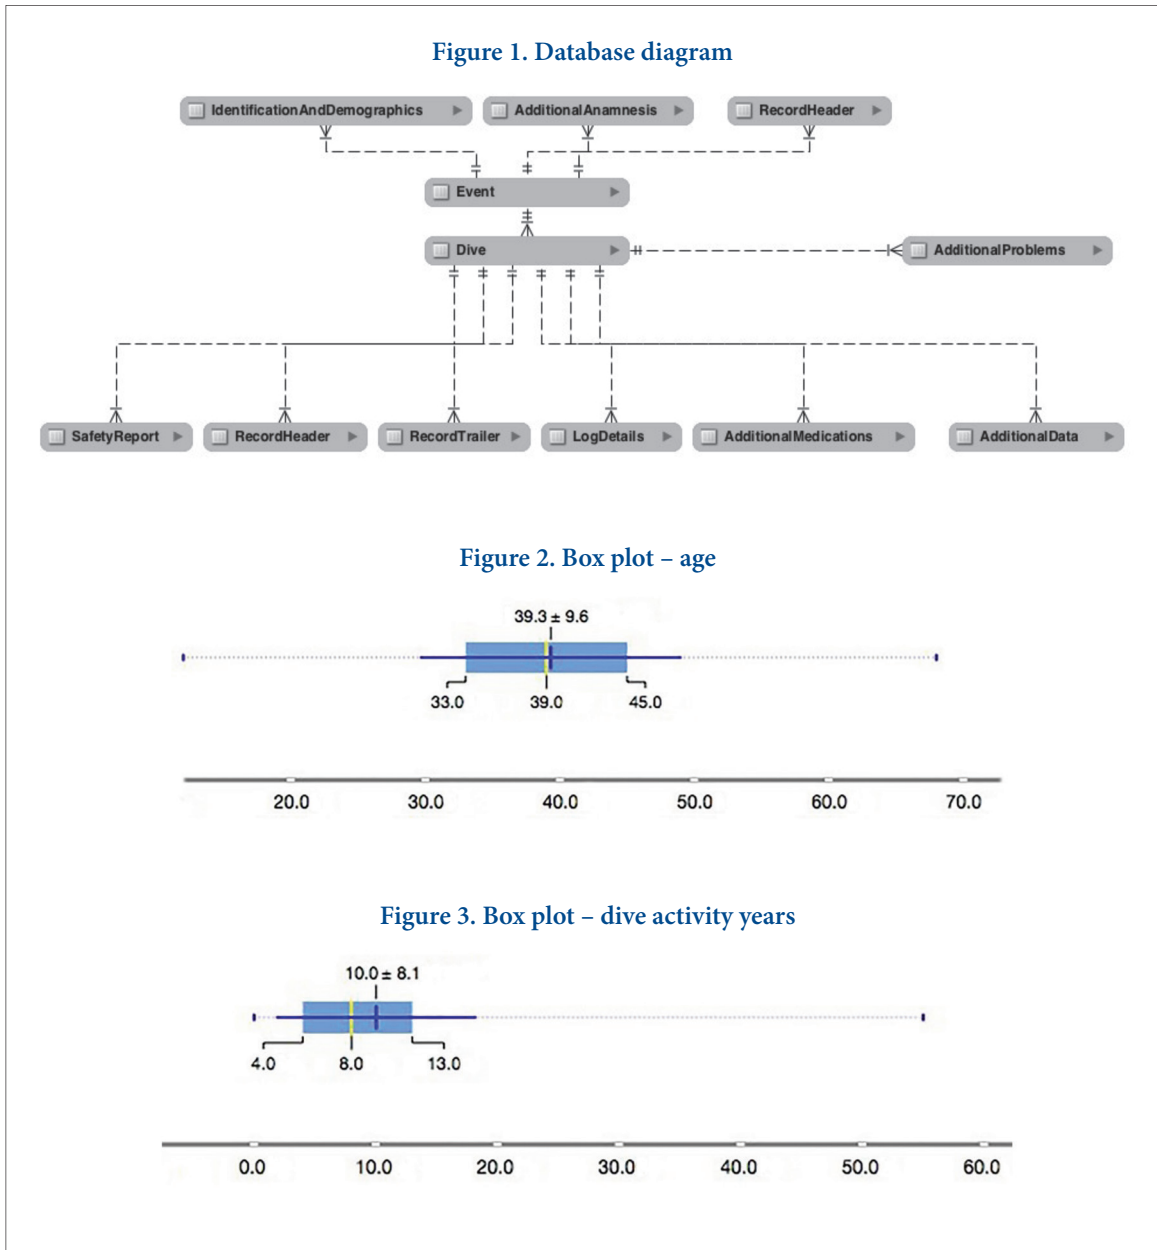 Figure 1. Database diagram
IdentificationAndDemographics
AdditionalAnamnesis
RecordHeader
Event
Dive
AdditionalProblems
SafetyReport
RecordHeader
RecordTrailer
LogDetails
AdditionalMedications
AdditionalData
Figure 2. Box plot – age
39.3 ± 9.6
33.0 39.0 45.0
20.0 30.0 40.0 50.0 60.0 70.0
Figure 3. Box plot – dive activity years
10.0 ± 8.1
4.0 8.0 13.0
0.0 10.0 20.0 30.0 40.0 50.0 60.0